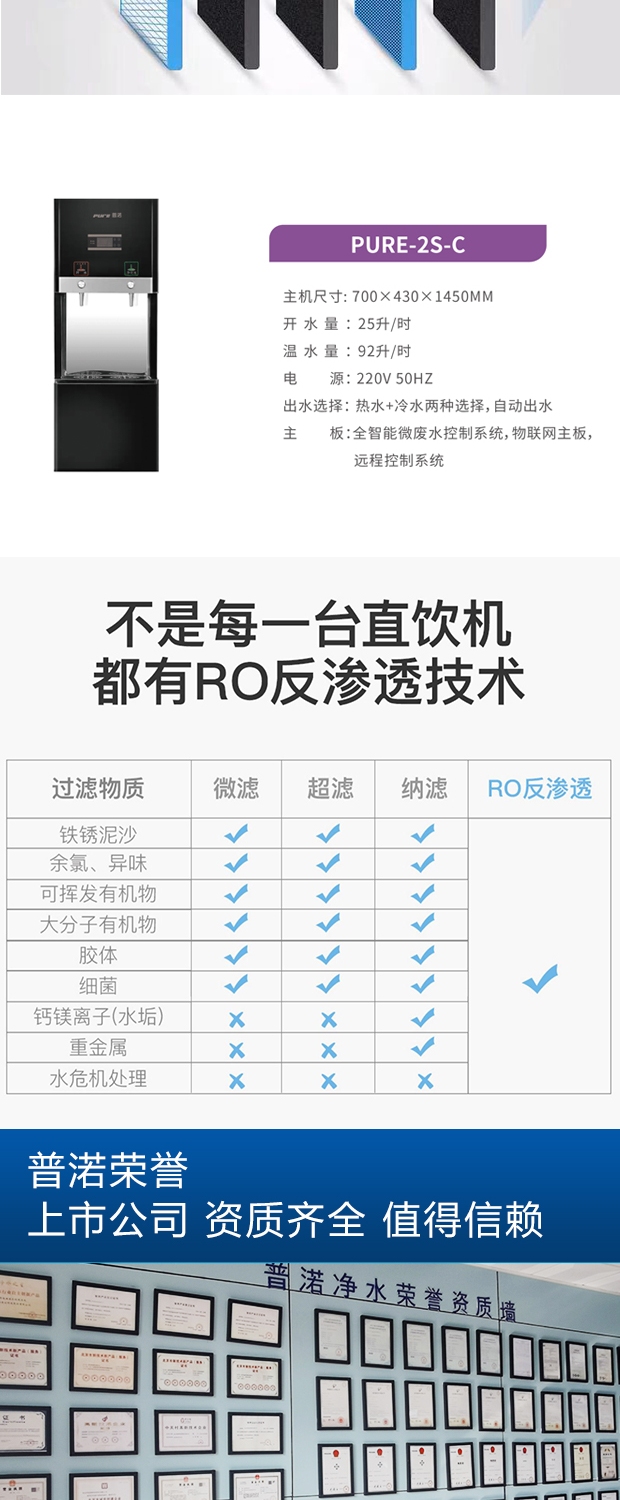 PURE 普渃
PURE-2S-C
主机尺寸: 700×430×1450MM
开 水 量 ： 25升/时
温 水 量 ： 92升/时
电 源: 220V 50HZ
出水选择: 热水+冷水两种选择,自动出水
主 板:全智能微废水控制系统,物联网主板,
远程控制系统
不是每一台直饮机
都有RO反渗透技术
过滤物质 微滤 超滤 纳滤 RO反渗透
铁锈泥沙
余氯、异味
可挥发有机物
大分子有机物
胶体
细菌
钙镁离子(水垢)
重金属
水危机处理
普渃荣誉
上市公司 资质齐全 值得信赖
普渃净水荣誉资质墙
证书